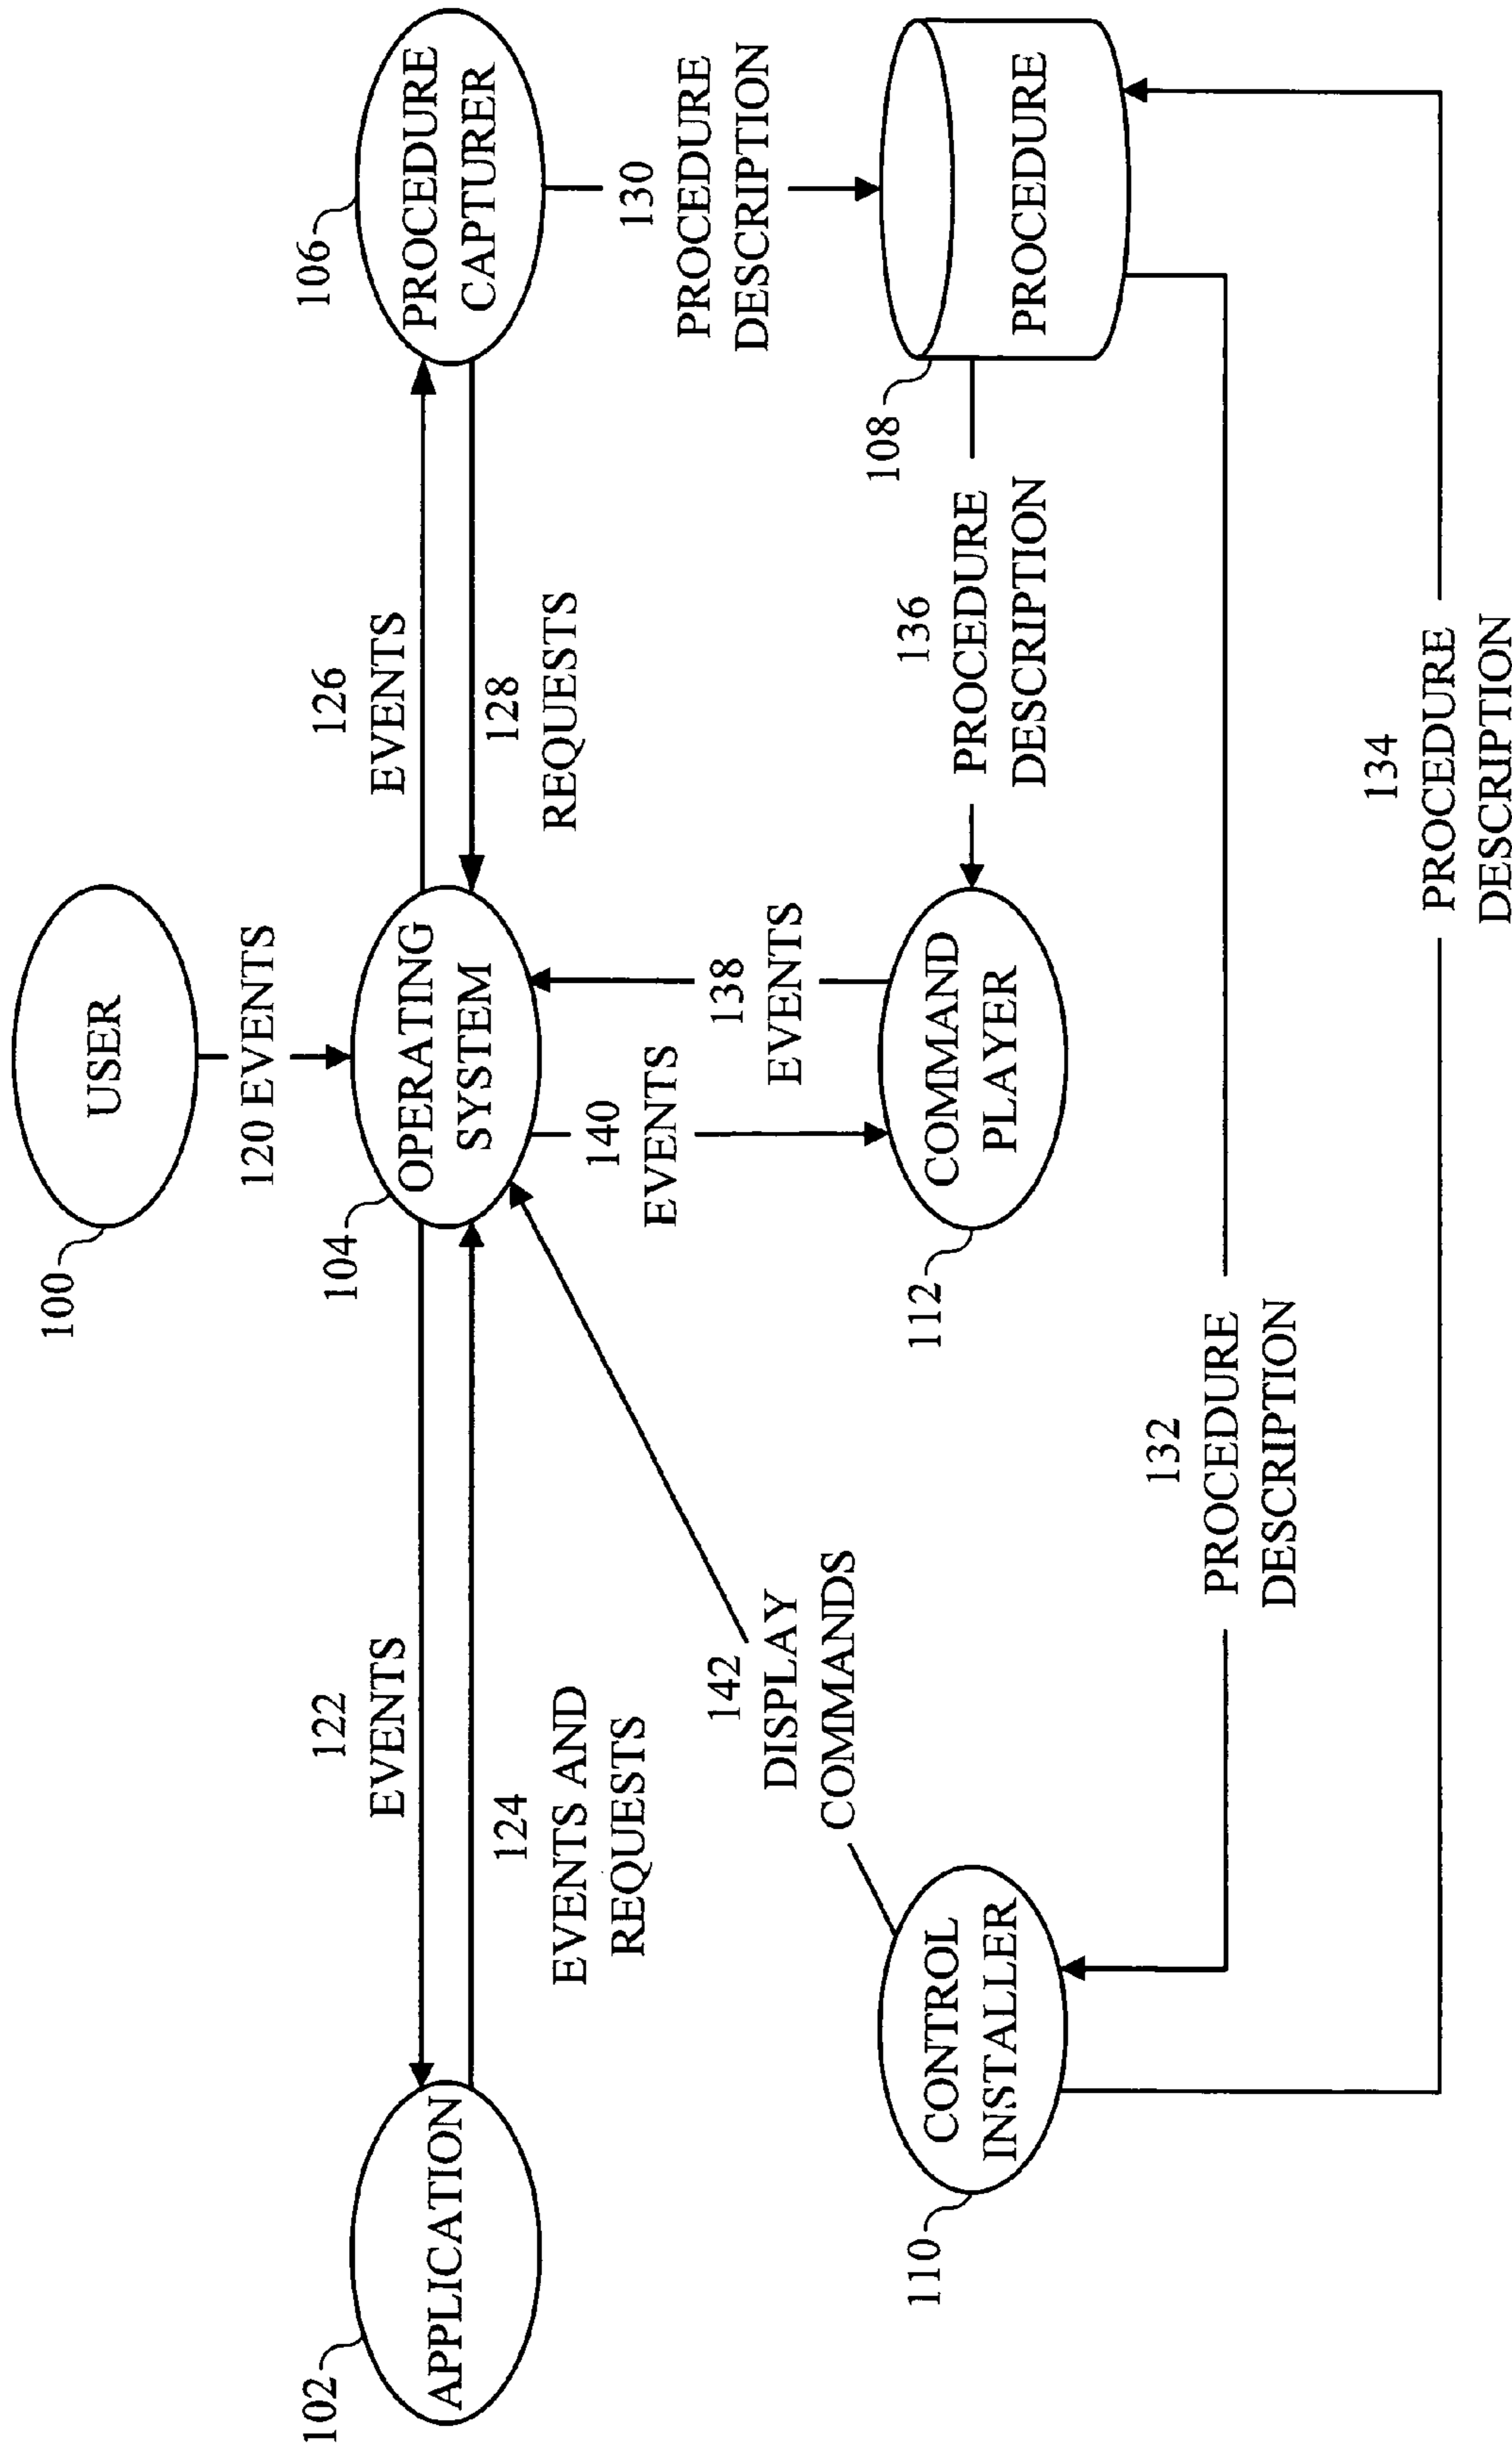 100
USER
120 EVENTS
102
APPLICATION
122
EVENTS
124
EVENTS AND
REQUESTS
104
OPERATING
SYSTEM
126
EVENTS
128
REQUESTS
106
PROCEDURE
CAPTURER
142
DISPLAY
COMMANDS
140
EVENTS
138
EVENTS
130
PROCEDURE
DESCRIPTION
110
CONTROL
INSTALLER
112
COMMAND
PLAYER
136
PROCEDURE
DESCRIPTION
108
PROCEDURE
132
PROCEDURE
DESCRIPTION
134
PROCEDURE
DESCRIPTION